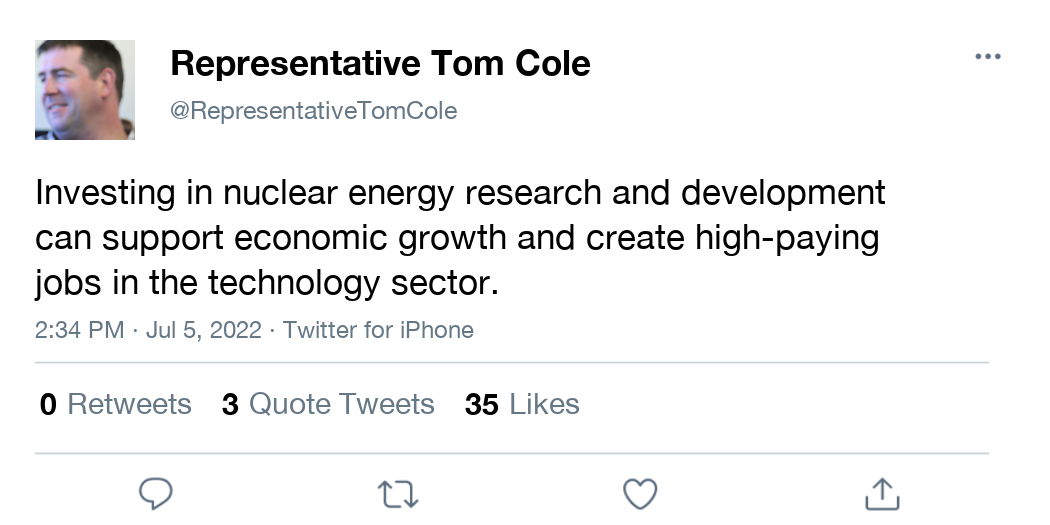 Representative Tom Cole
@RepresentativeTomCole
Investing in nuclear energy research and development
can support economic growth and create high-paying
jobs in the technology sector.
2:34 PM · Jul 5, 2022 · Twitter for iPhone
0 Retweets 3 Quote Tweets 35 Likes